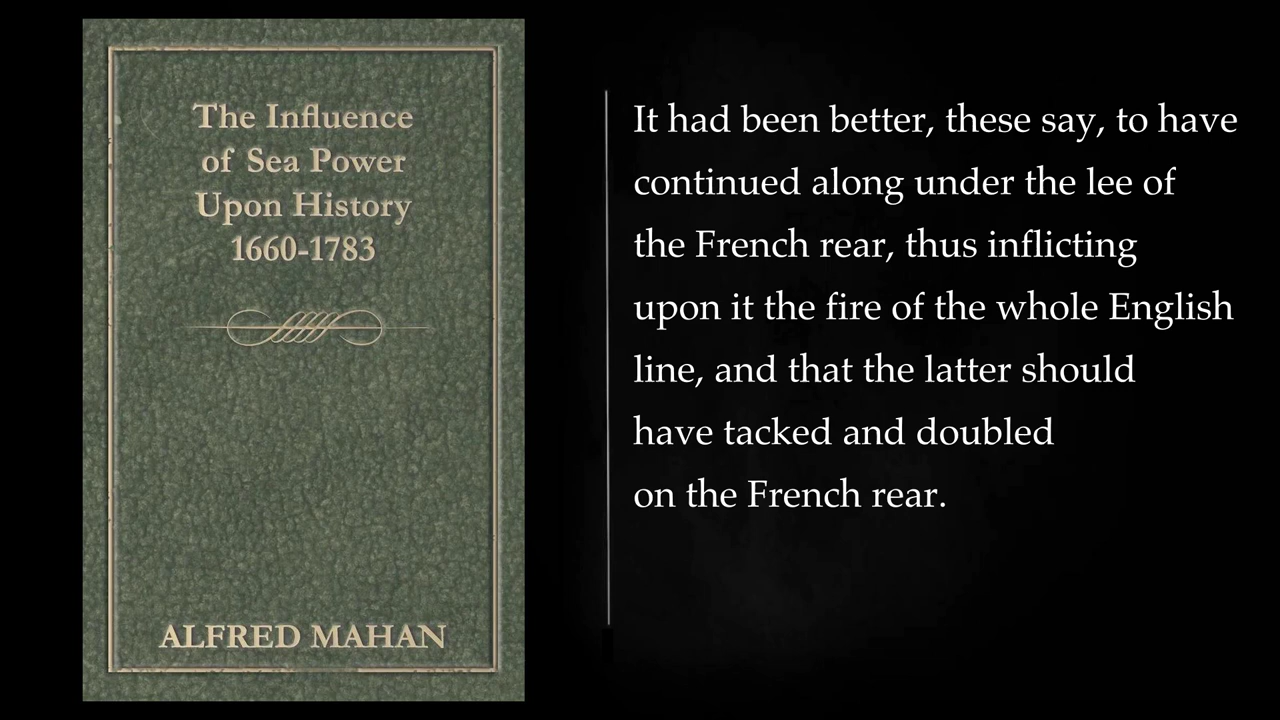 The Influence
of Sea Power
Upon History
1660-1783
ALFRED MAHAN
It had been better, these say, to have
continued along under the lee of
the French rear, thus inflicting
upon it the fire of the whole English
line, and that the latter should
have tacked and doubled
on the French rear.